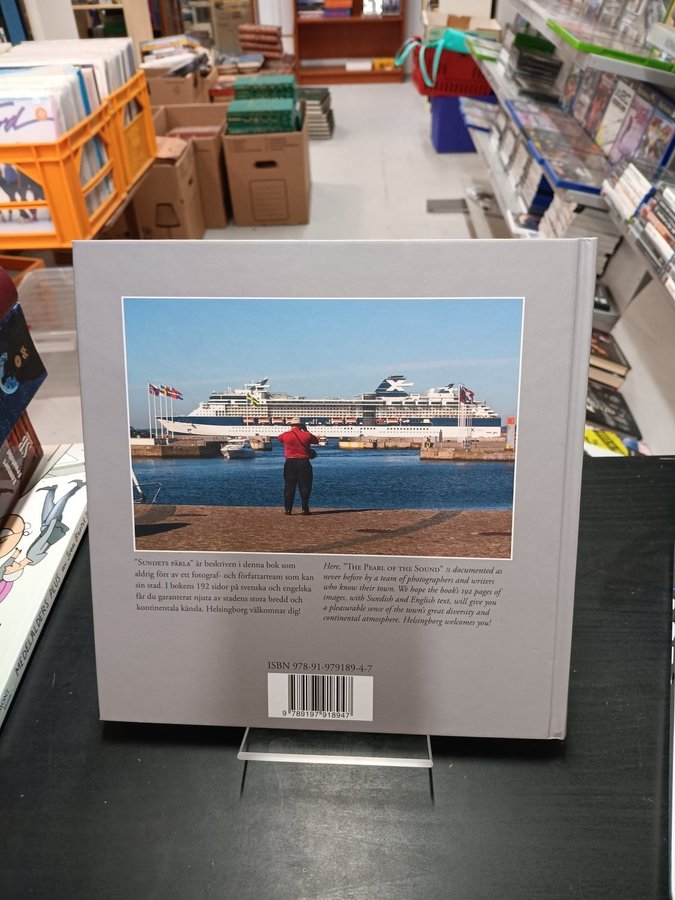 X
"Sundets pärla" är beskriven i denna bok som
aldrig förr av ett fotograf- och författarteam som kan
sin stad. I bokens 192 sidor på svenska och engelska
får du garanterat njuta av stadens stora bredd och
kontinentala känsla. Helsingborg välkomnar dig!
Here, "The Pearl of the Sound" is documented as
never before by a team of photographers and writers
who know their town. We hope the book's 192 pages of
images, with Swedish and English text, will give you
a pleasurable sense of the town's great diversity and
continental atmosphere. Helsingborg welcomes you!
ISBN 978-91-979189-4-7
9 789197 918947
MEDELÅLDERS PLUS